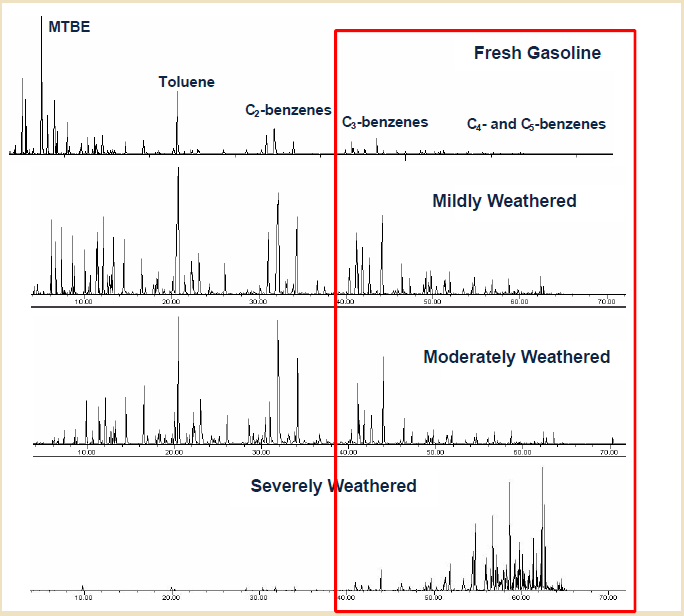 MTBE
Fresh Gasoline
Toluene
C₂-benzenes
C₃-benzenes
C₄- and C₅-benzenes
Mildly Weathered
10.00 20.00 30.00 40.00 50.00 60.00 70.00
Moderately Weathered
10.00 20.00 30.00 40.00 50.00 60.00 70.00
Severely Weathered
10.00 20.00 30.00 40.00 50.00 60.00 70.00